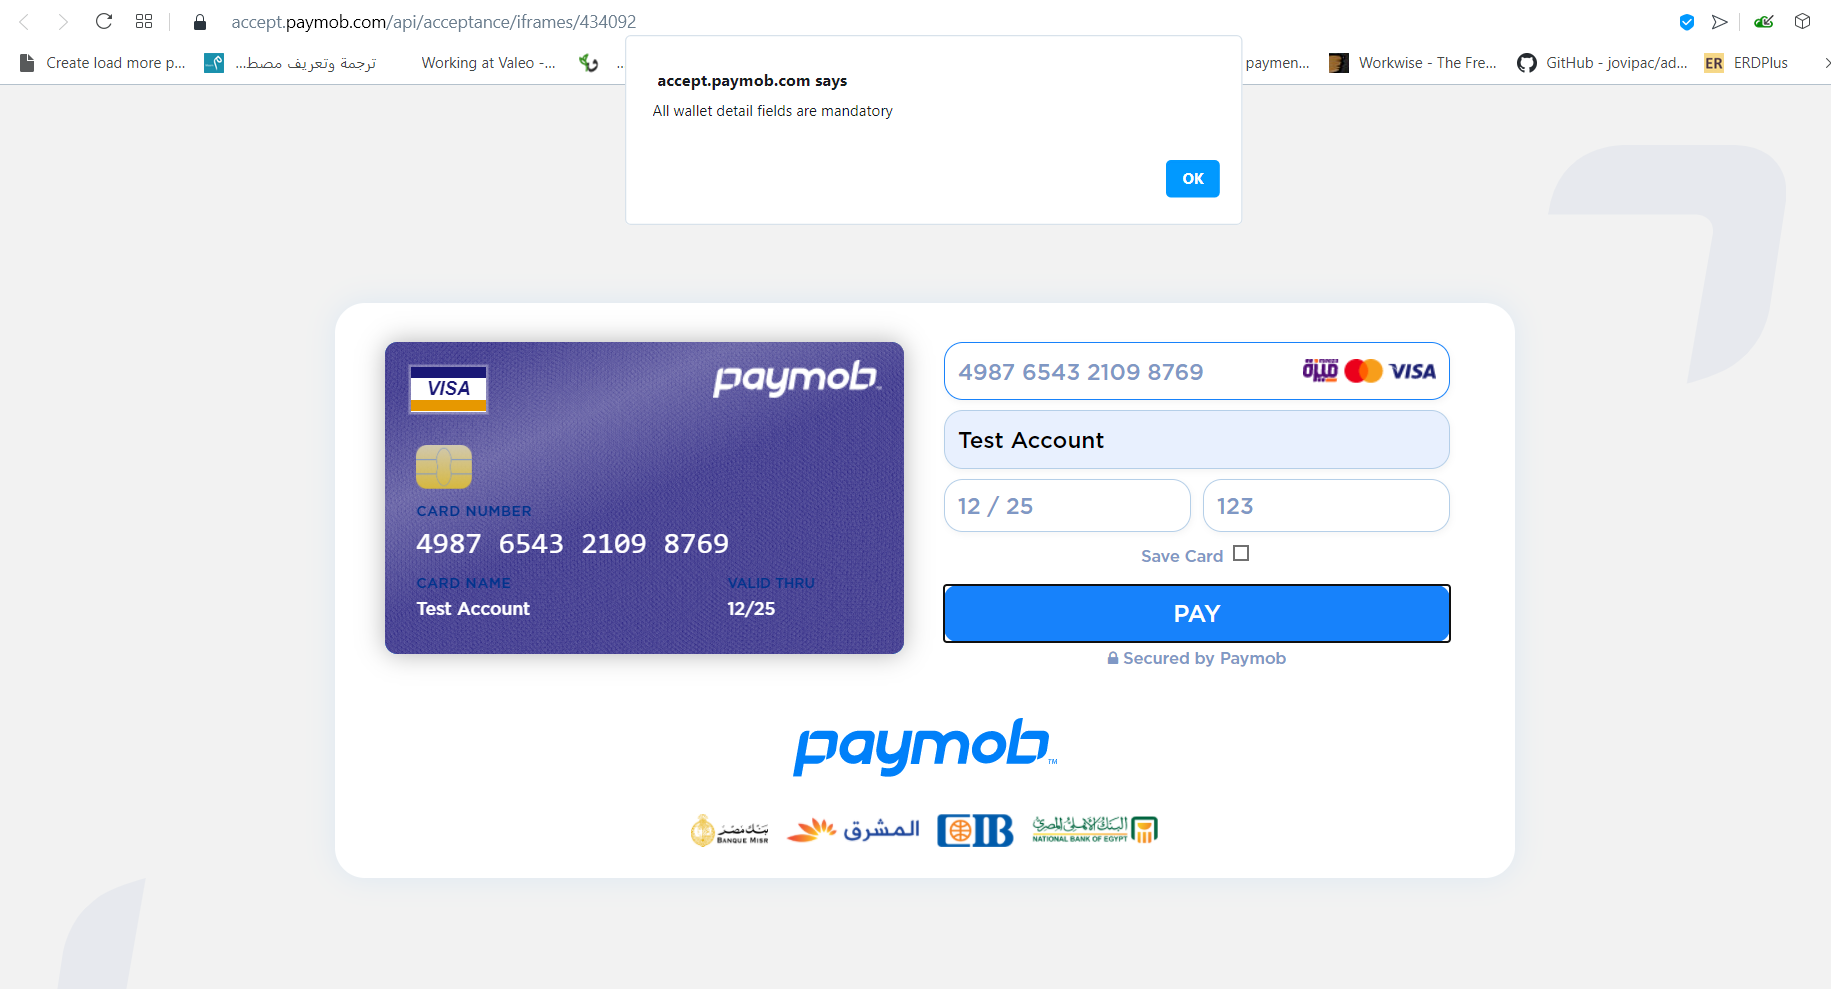 accept.paymob.com/api/acceptance/iframes/434092
Create load more p...
ترجمة وتعريف مصط...
Working at Valeo -...
..
paymen...
Workwise - The Fre...
GitHub - jovipac/ad...
ER ERDPlus
accept.paymob.com says
All wallet detail fields are mandatory
OK
VISA
paymob
CARD NUMBER
4987 6543 2109 8769
CARD NAME
VALID THRU
Test Account
12/25
4987 6543 2109 8769
VISA
Test Account
12 / 25
123
Save Card
PAY
Secured by Paymob
paymob™
بنك مصر
BANQUE MISR
المشرق
CIB
البنك الأهلي المصري
NATIONAL BANK OF EGYPT